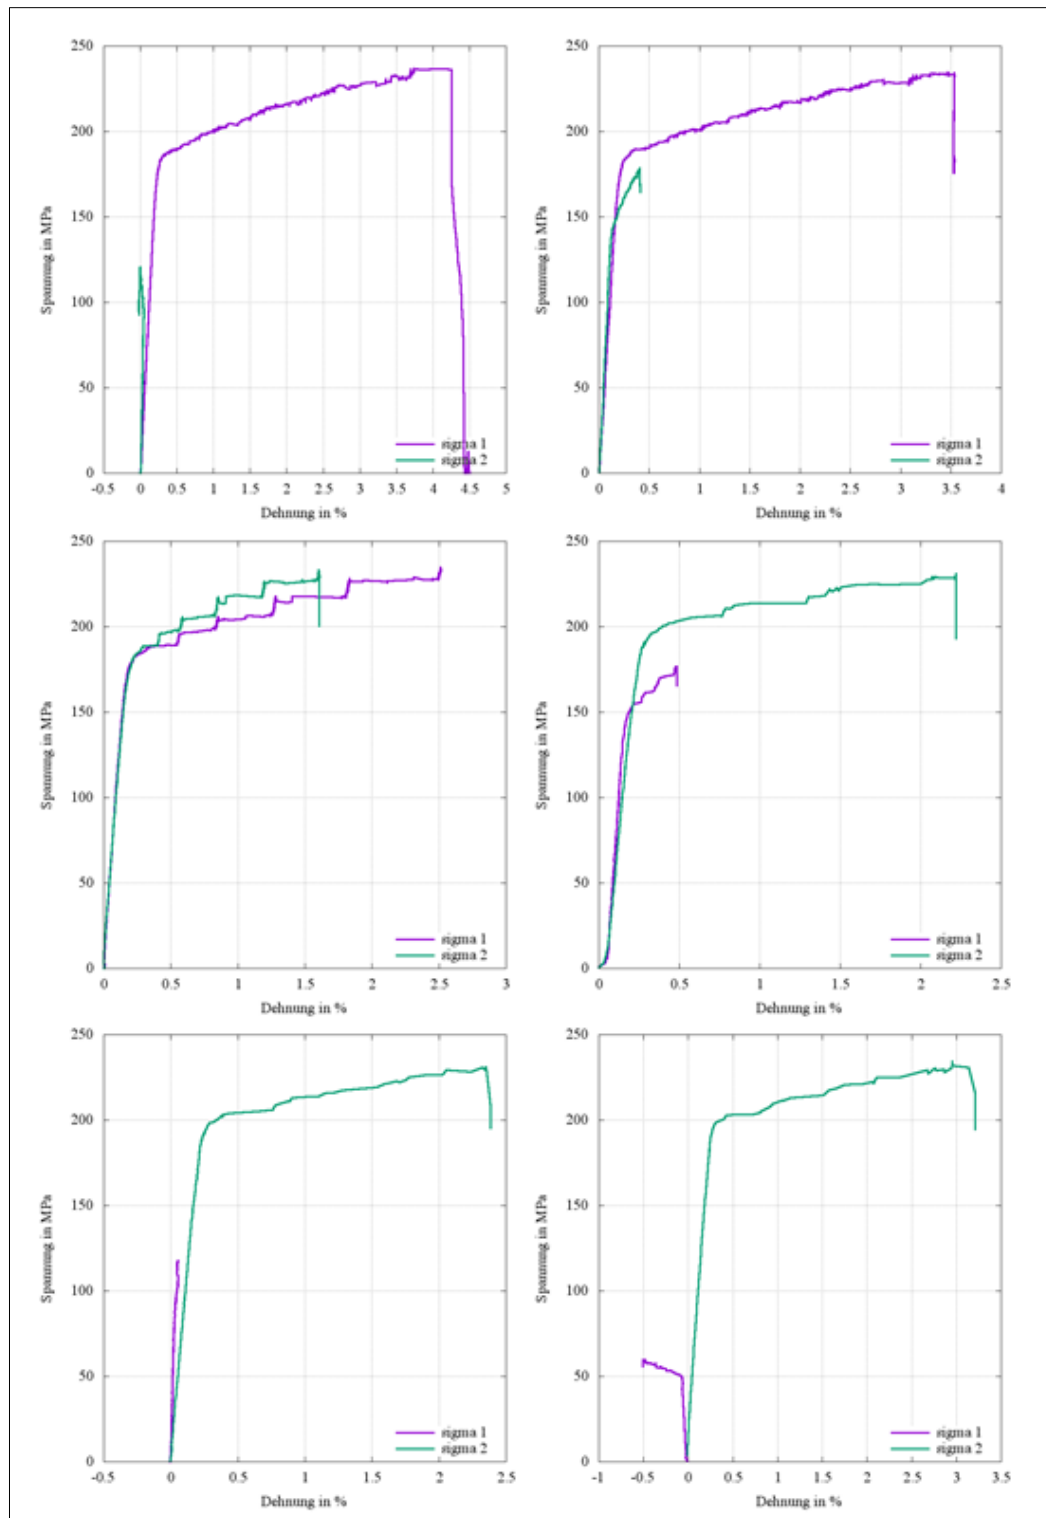 250
200
150
100
50
0
Spannung in MPa
sigma 1
sigma 2
-0.5 0 0.5 1 1.5 2 2.5 3 3.5 4 4.5 5
Dehnung in %
250
200
150
100
50
0
Spannung in MPa
sigma 1
sigma 2
0 0.5 1 1.5 2 2.5 3 3.5 4
Dehnung in %
250
200
150
100
50
0
Spannung in MPa
sigma 1
sigma 2
0 0.5 1 1.5 2 2.5 3
Dehnung in %
250
200
150
100
50
0
Spannung in MPa
sigma 1
sigma 2
0 0.5 1 1.5 2 2.5
Dehnung in %
250
200
150
100
50
0
Spannung in MPa
sigma 1
sigma 2
-0.5 0 0.5 1 1.5 2 2.5
Dehnung in %
250
200
150
100
50
0
Spannung in MPa
sigma 1
sigma 2
-1 -0.5 0 0.5 1 1.5 2 2.5 3 3.5
Dehnung in %